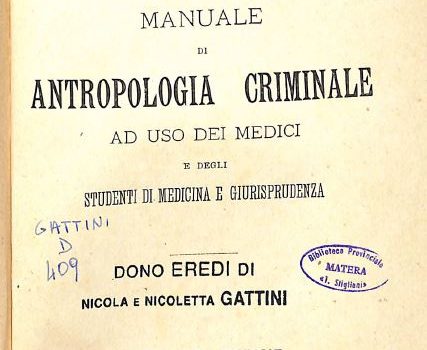 MANUALE
DI
ANTROPOLOGIA CRIMINALE
AD USO DEI MEDICI
E DEGLI
STUDENTI DI MEDICINA E GIURISPRUDENZA
GATTINI
D
409
Biblioteca Provinciale
MATERA
«T. Stigliani»
DONO EREDI DI
NICOLA E NICOLETTA GATTINI